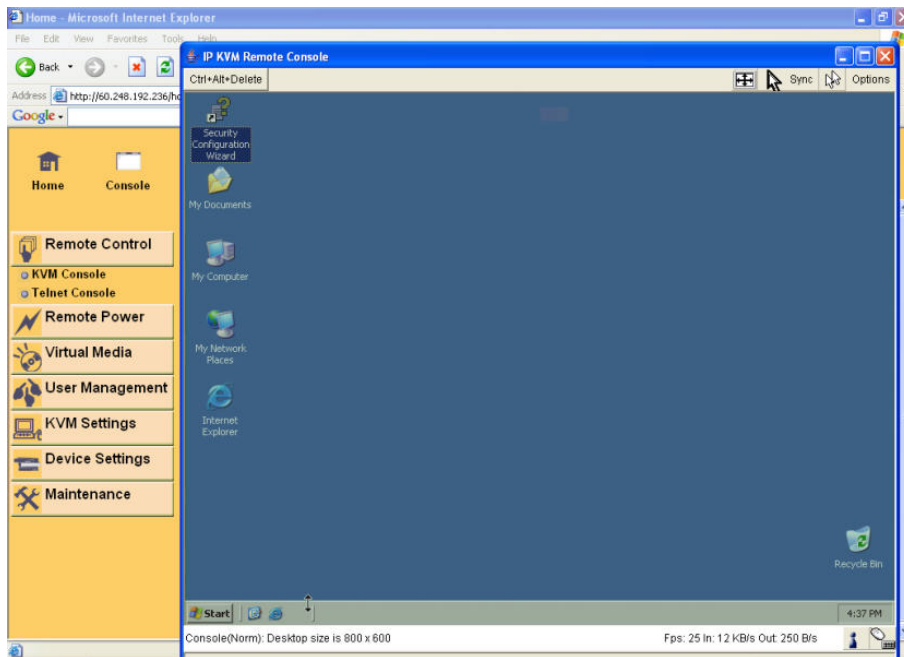 Home - Microsoft Internet Explorer
File Edit View Favorites Tools Help
Back
Address http://60.248.192.236/ho
Google
Home Console
Remote Control
KVM Console
Telnet Console
Remote Power
Virtual Media
User Management
KVM Settings
Device Settings
Maintenance
IP KVM Remote Console
Ctrl+Alt+Delete Sync Options
Security
Configuration
Wizard
My Documents
My Computer
My Network
Places
Internet
Explorer
Recycle Bin
Start 4:37 PM
Console(Norm): Desktop size is 800 x 600 Fps: 25 In: 12 KB/s Out: 250 B/s